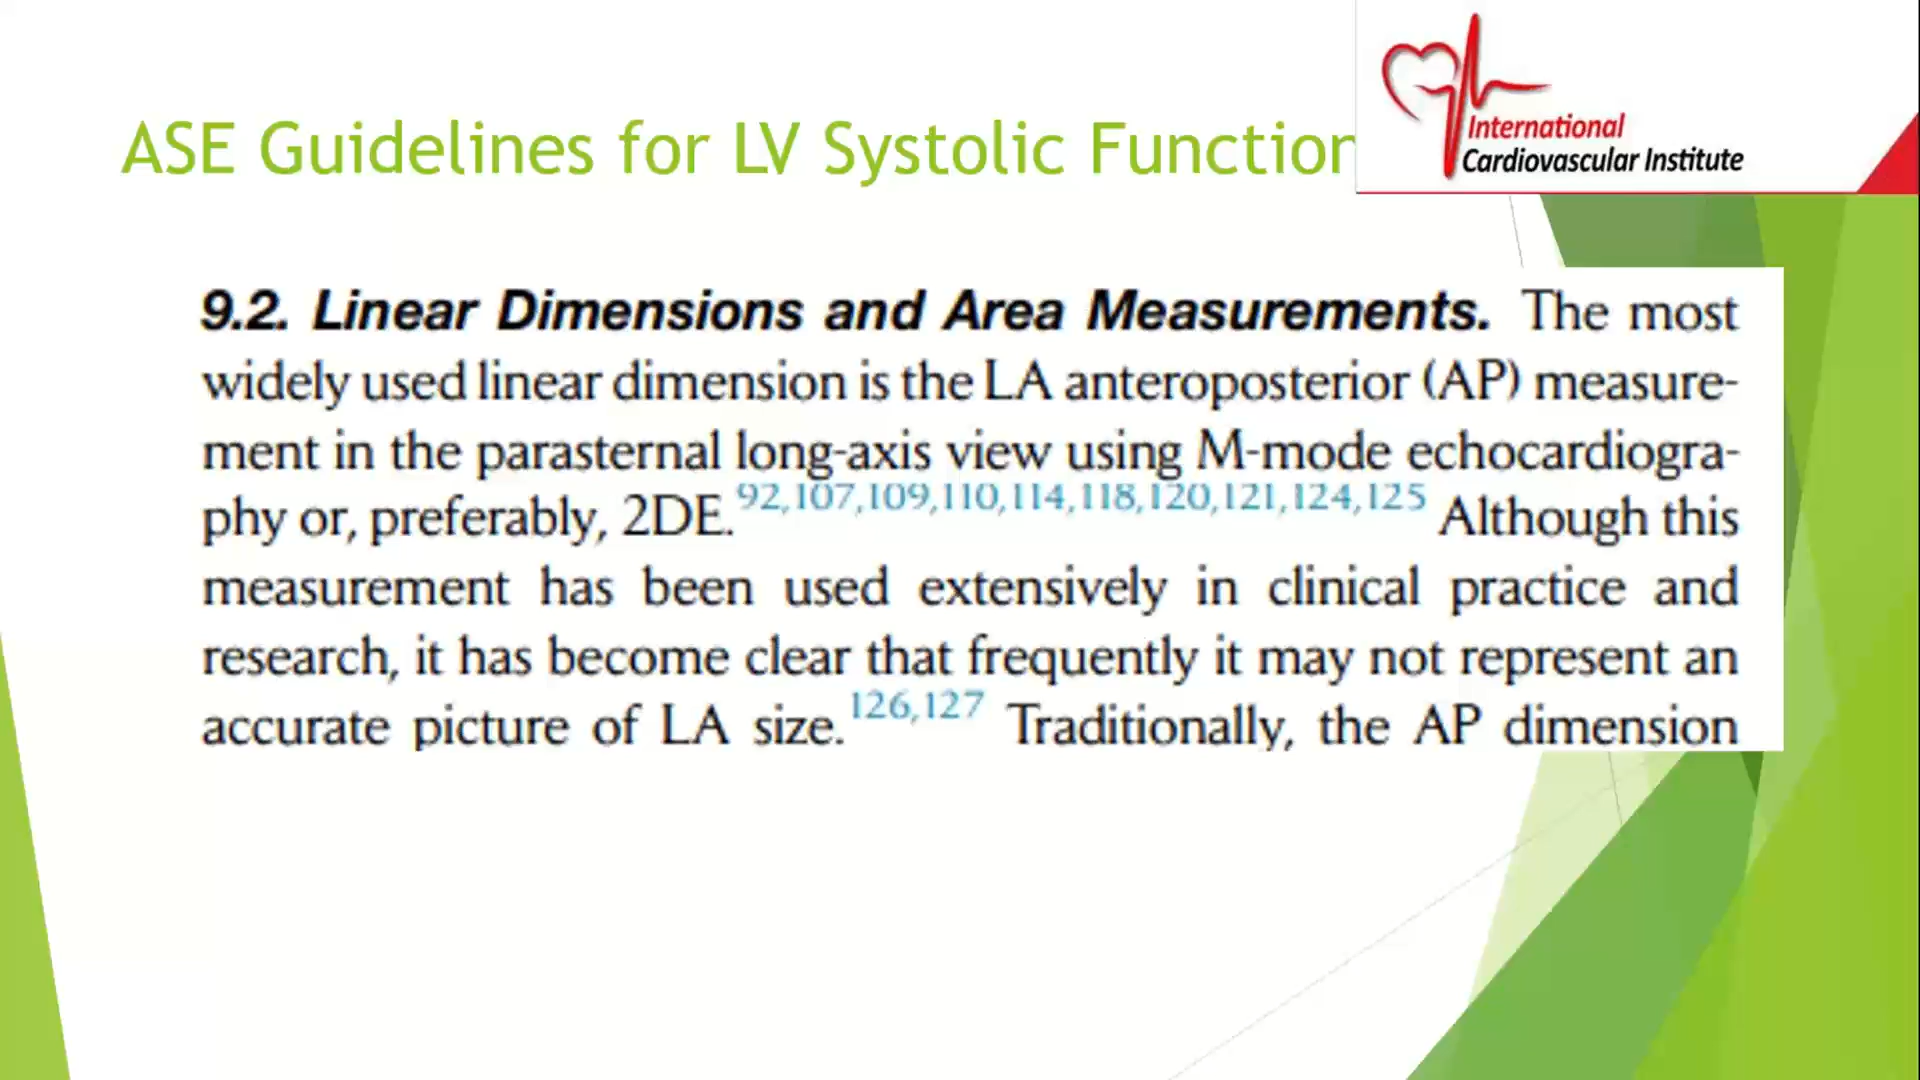 ASE Guidelines for LV Systolic Function
International
Cardiovascular Institute
9.2. Linear Dimensions and Area Measurements. The most
widely used linear dimension is the LA anteroposterior (AP) measure-
ment in the parasternal long-axis view using M-mode echocardiogra-
phy or, preferably, 2DE.92,107,109,110,114,118,120,121,124,125 Although this
measurement has been used extensively in clinical practice and
research, it has become clear that frequently it may not represent an
accurate picture of LA size.126,127 Traditionally, the AP dimension